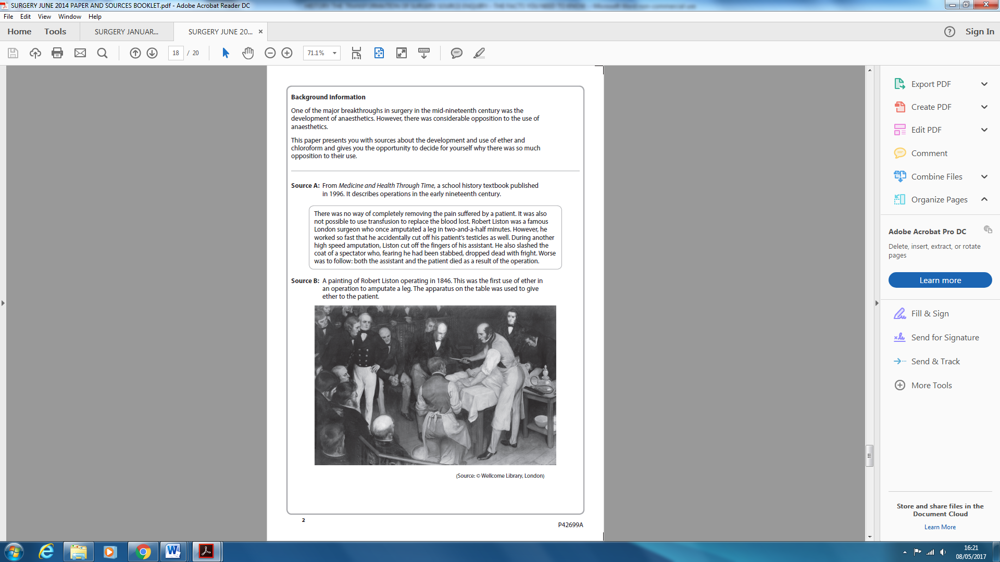 SURGERY JUNE 2014 PAPER AND SOURCES BOOKLET.pdf - Adobe Acrobat Reader DC
File Edit View Window Help
Home Tools SURGERY JANUAR... SURGERY JUNE 20... Sign In
18 / 20 71.1%
Background information
One of the major breakthroughs in surgery in the mid-nineteenth century was the
development of anaesthetics. However, there was considerable opposition to the use of
anaesthetics.
This paper presents you with sources about the development and use of ether and
chloroform and gives you the opportunity to decide for yourself why there was so much
opposition to their use.
Source A: From Medicine and Health Through Time, a school history textbook published
in 1996. It describes operations in the early nineteenth century.
There was no way of completely removing the pain suffered by a patient. It was also
not possible to use transfusion to replace the blood lost. Robert Liston was a famous
London surgeon who once amputated a leg in two-and-a-half minutes. However, he
worked so fast that he accidentally cut off his patient's testicles as well. During another
high speed amputation, Liston cut off the fingers of his assistant. He also slashed the
coat of a spectator who, fearing he had been stabbed, dropped dead with fright. Worse
was to follow: both the assistant and the patient died as a result of the operation.
Source B: A painting of Robert Liston operating in 1846. This was the first use of ether in
an operation to amputate a leg. The apparatus on the table was used to give
ether to the patient.
(Source: © Wellcome Library, London)
2
P42699A
Export PDF
Create PDF
Edit PDF
Comment
Combine Files
Organize Pages
Adobe Acrobat Pro DC
Delete, insert, extract, or rotate
pages
Learn more
Fill & Sign
Send for Signature
Send & Track
More Tools
Store and share files in the
Document Cloud
Learn More
16:21
08/05/2017